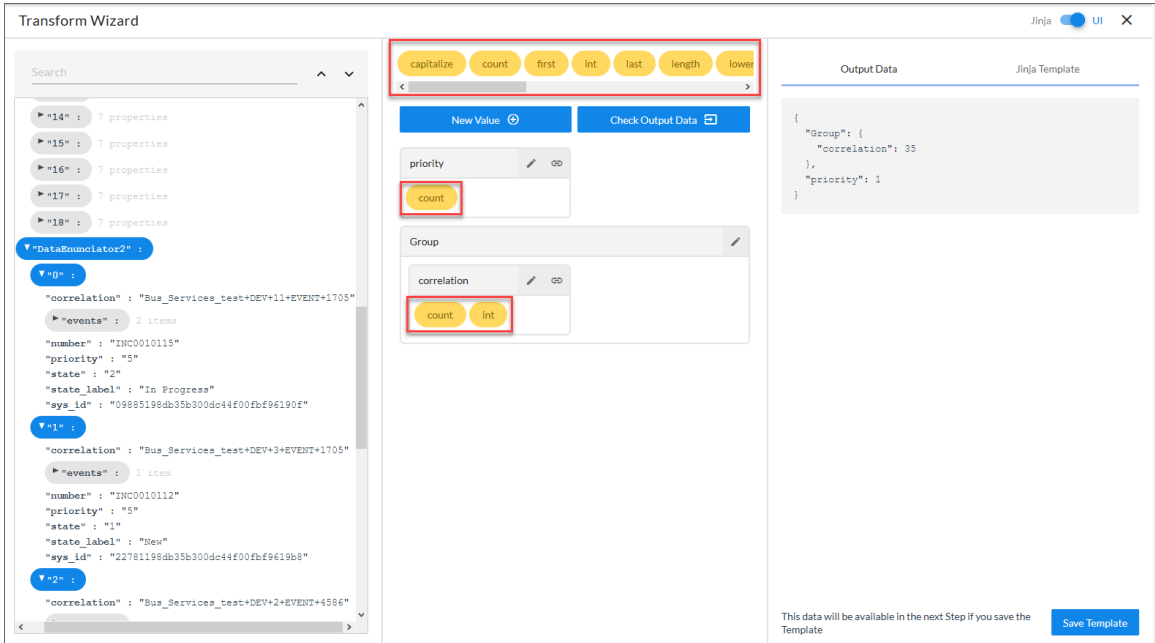 Transform Wizard
Jinja UI
Search
"14" : 7 properties
"15" : 7 properties
"16" : 7 properties
"17" : 7 properties
"18" : 7 properties
"DataEnunciator2" :
"0" :
"correlation" : "Bus_Services_test+DEV+11+EVENT+1705"
"events" : 2 items
"number" : "INC0010115"
"priority" : "5"
"state" : "2"
"state_label" : "In Progress"
"sys_id" : "09885198db35b300dc44f00fbf96190f"
"1" :
"correlation" : "Bus_Services_test+DEV+3+EVENT+1705"
"events" : 1 item
"number" : "INC0010112"
"priority" : "5"
"state" : "1"
"state_label" : "New"
"sys_id" : "22781198db35b300dc44f00fbf9619b8"
"2" :
"correlation" : "Bus_Services_test+DEV+2+EVENT+4586"
capitalize count first int last length lower
New Value Check Output Data
priority
count
Group
correlation
count int
Output Data Jinja Template
{
"Group": {
"correlation": 35
},
"priority": 1
}
This data will be available in the next Step if you save the
Template
Save Template